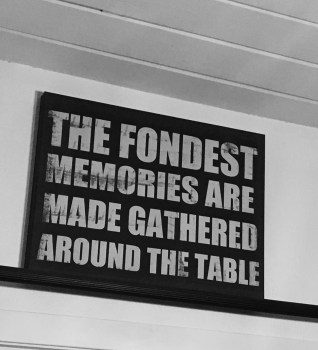 THE FONDEST
MEMORIES ARE
MADE GATHERED
AROUND THE TABLE